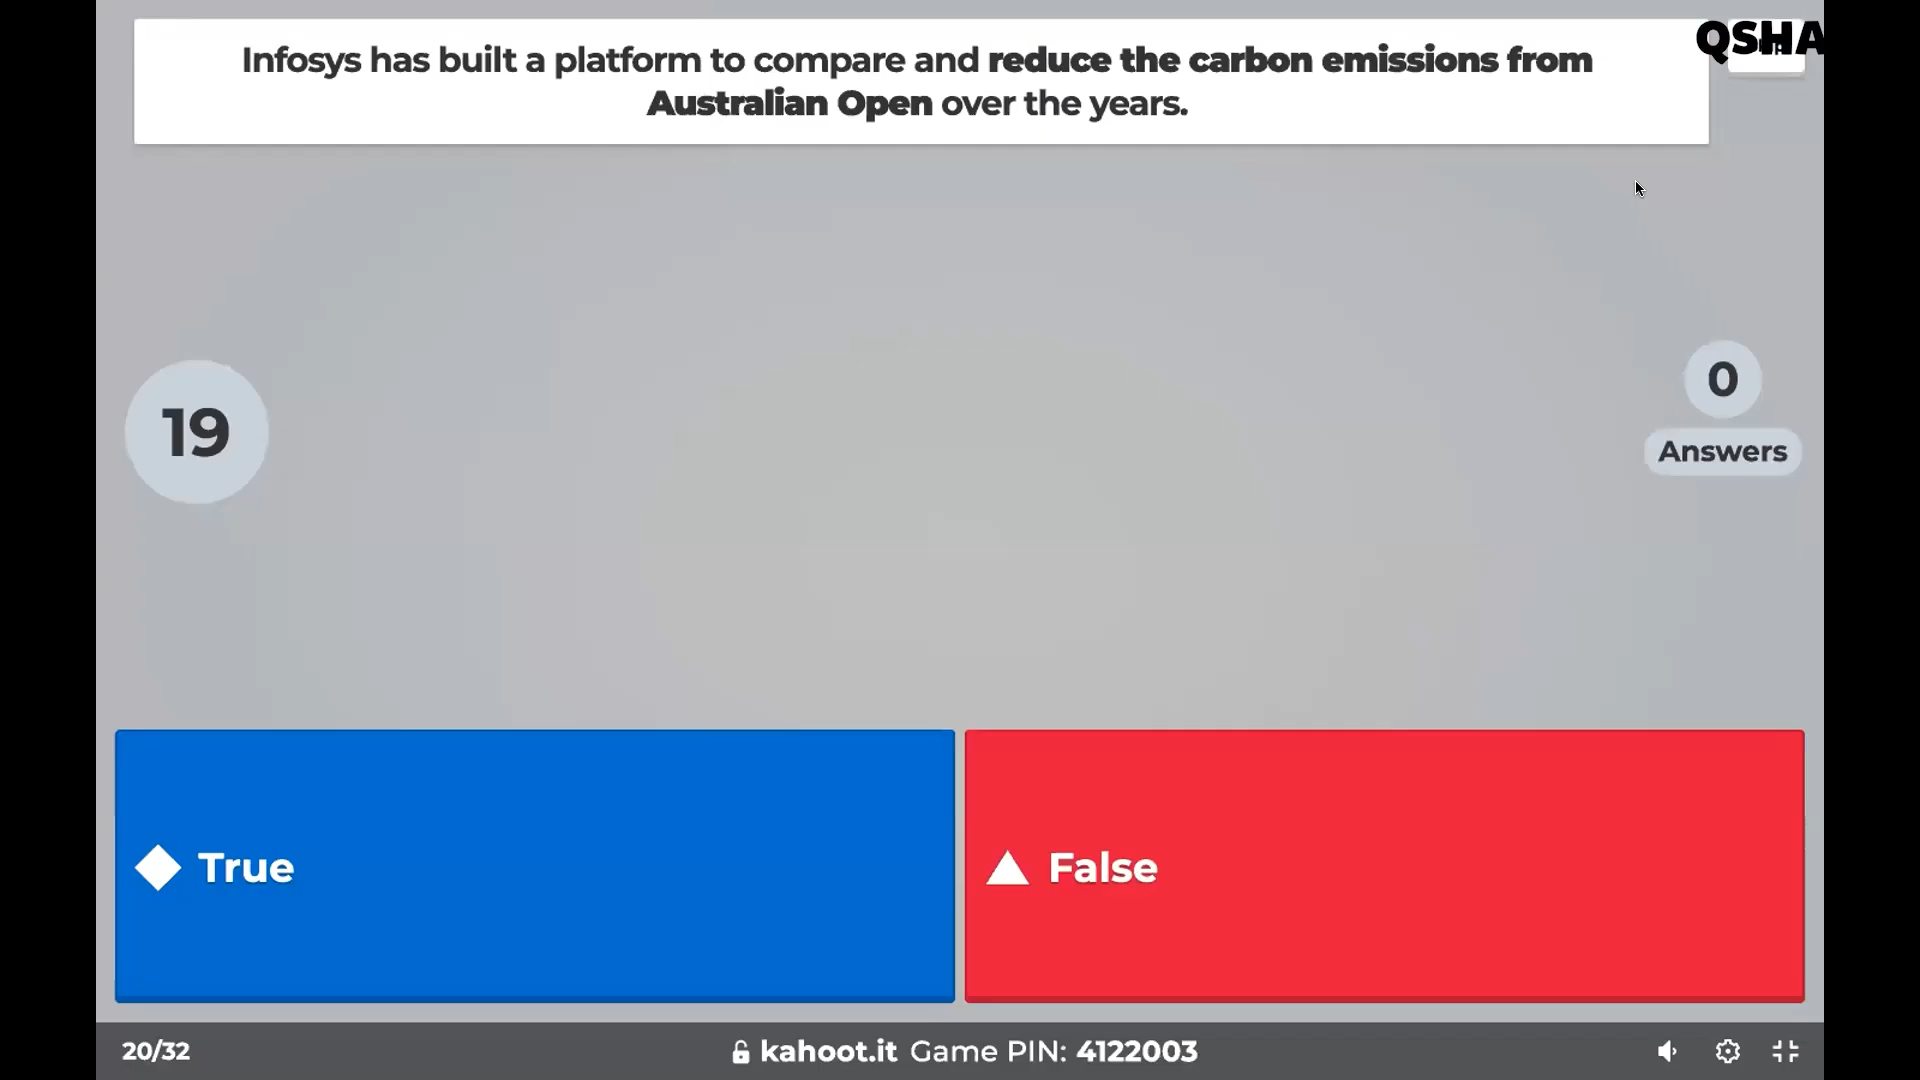 Infosys has built a platform to compare and reduce the carbon emissions from
Australian Open over the years.
QSHA
19
0
Answers
True
False
20/32
kahoot.it Game PIN: 4122003